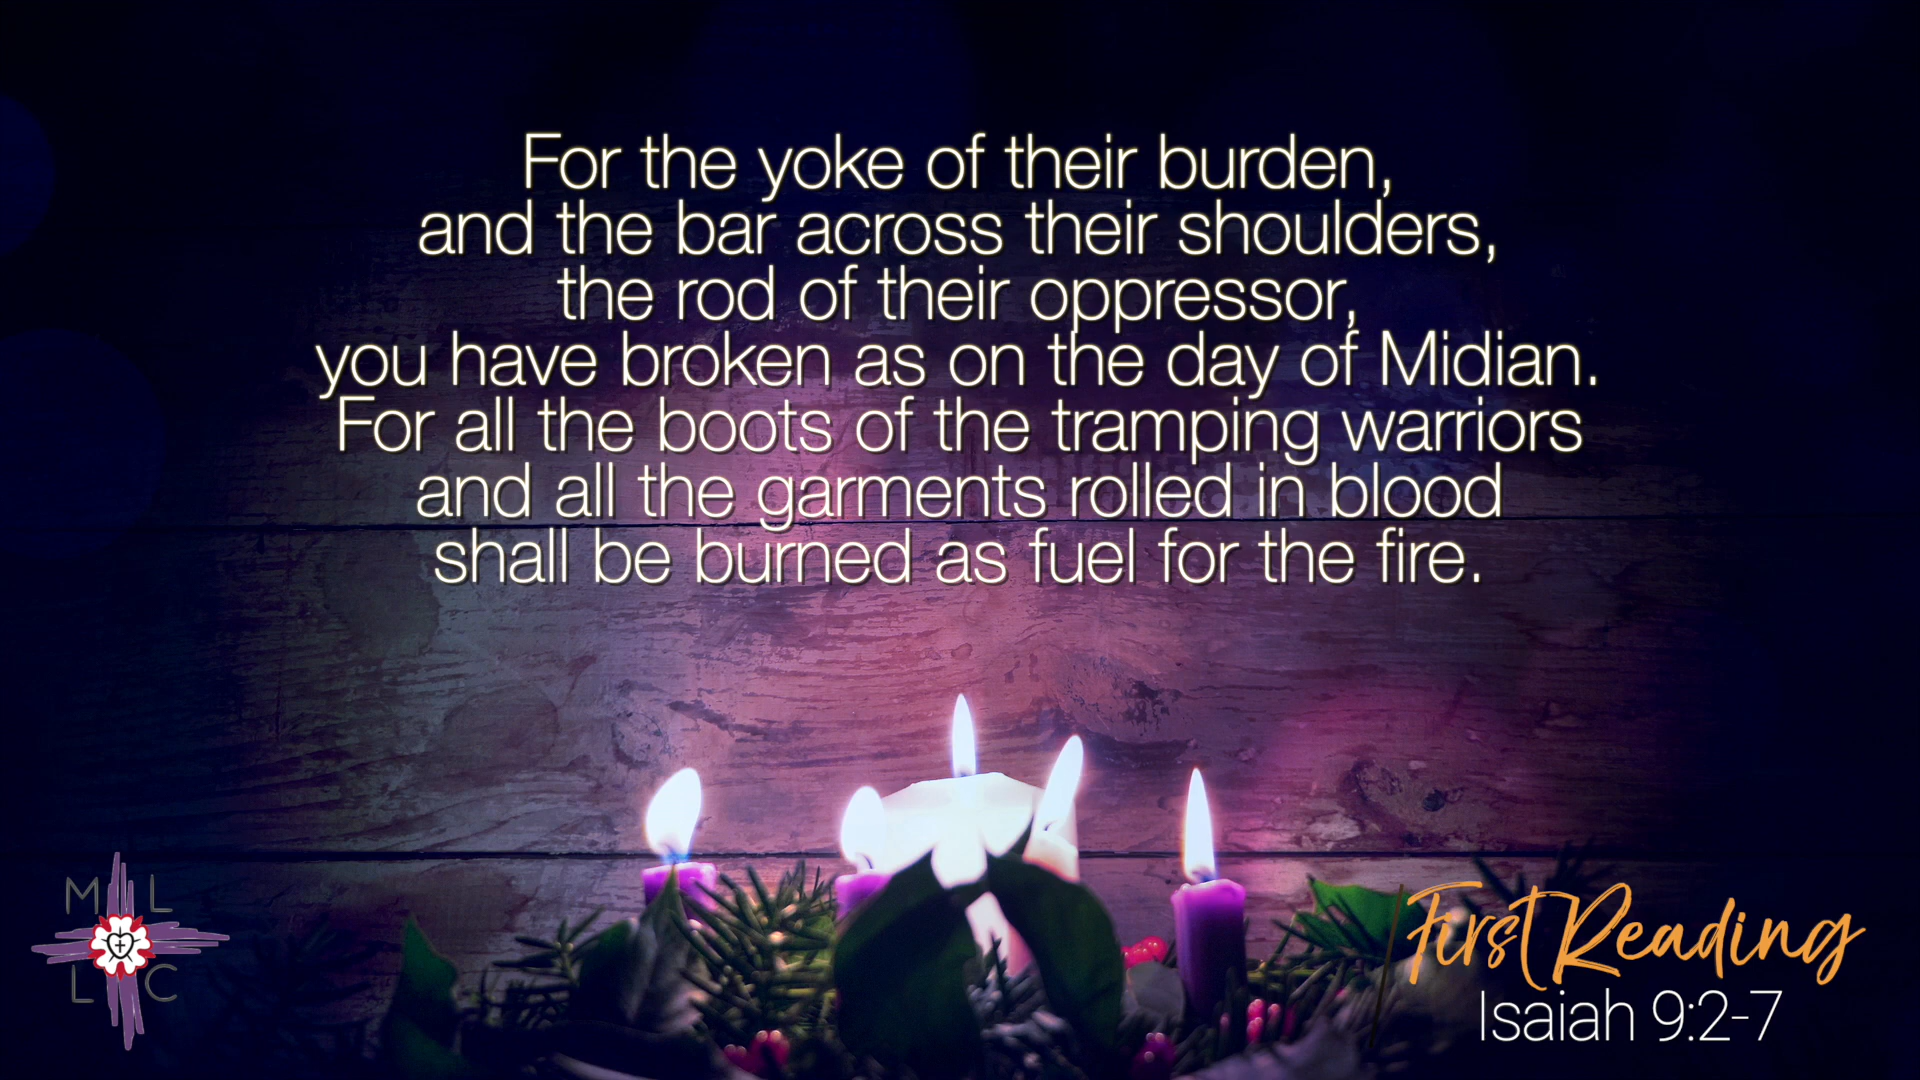 For the yoke of their burden,
and the bar across their shoulders,
the rod of their oppressor,
you have broken as on the day of Midian.
For all the boots of the tramping warriors
and all the garments rolled in blood
shall be burned as fuel for the fire.
M L
L C
First Reading
Isaiah 9:2-7